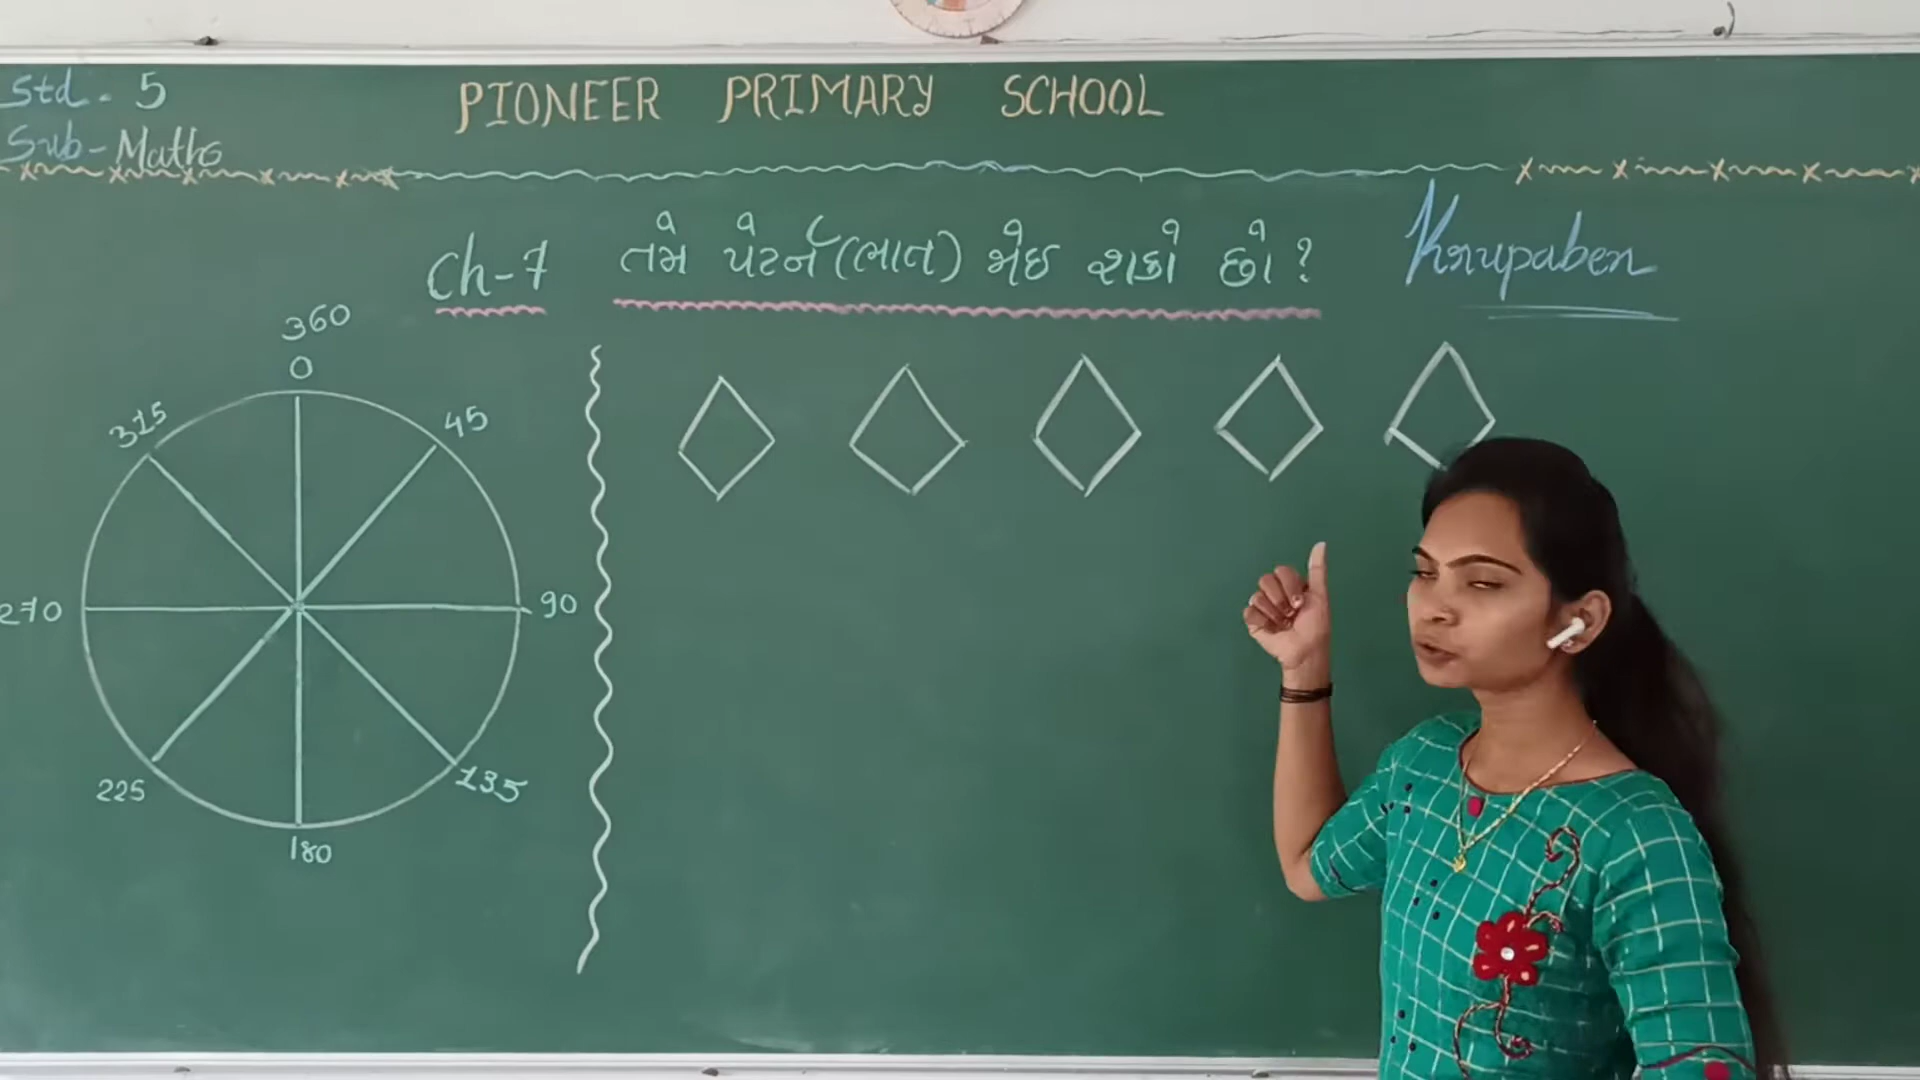 Std. 5
PIONEER PRIMARY SCHOOL
Sub-Maths
Ch-7 તમે પેટર્ન (ભાત) જોઈ શકો છો?
Krupaben
360
0
315
45
270
90
225
135
180